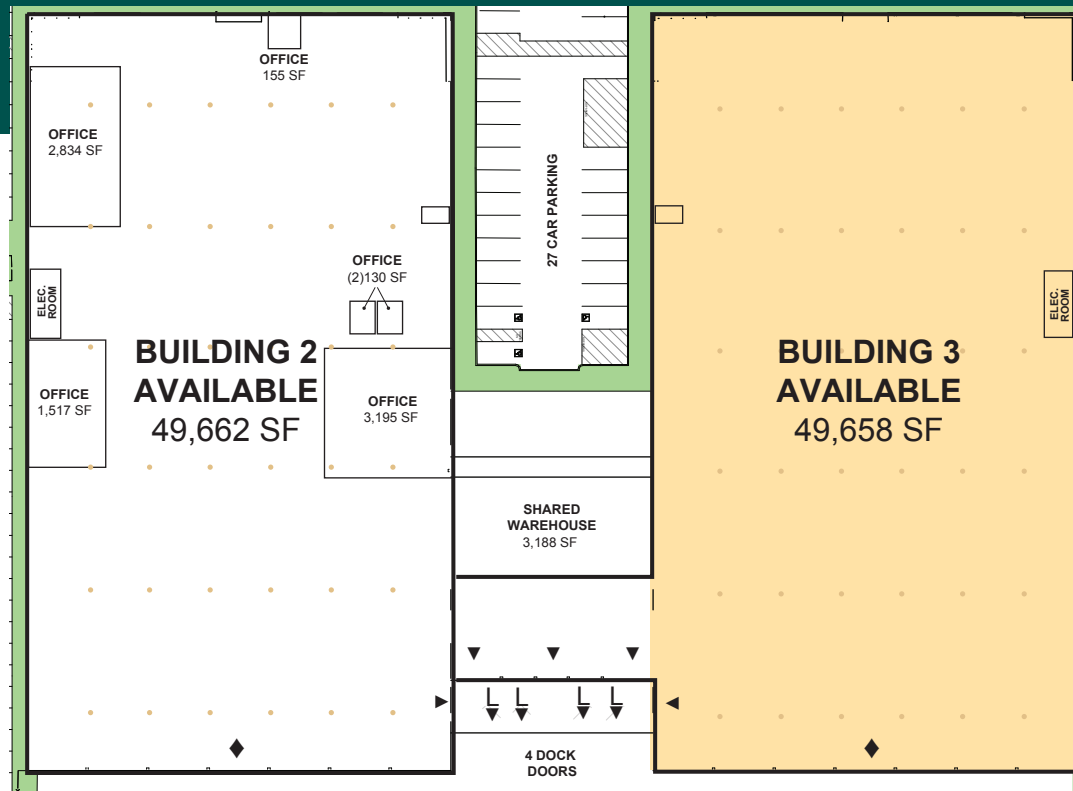 OFFICE
155 SF
OFFICE
2,834 SF
27 CAR PARKING
OFFICE
(2)130 SF
ELEC.
ROOM
ELEC.
ROOM
BUILDING 2
AVAILABLE
49,662 SF
BUILDING 3
AVAILABLE
49,658 SF
OFFICE
1,517 SF
OFFICE
3,195 SF
SHARED
WAREHOUSE
3,188 SF
L L L L
4 DOCK
DOORS